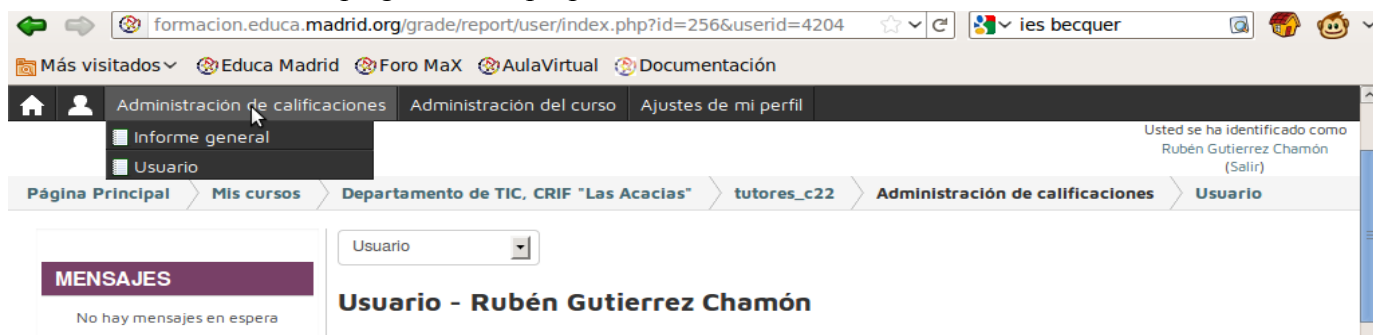 formacion.educa.madrid.org/grade/report/user/index.php?id=256&userid=4204 ies becquer
Más visitados Educa Madrid Foro MaX AulaVirtual Documentación
Administración de calificaciones Administración del curso Ajustes de mi perfil
Informe general
Usuario
Usted se ha identificado como
Rubén Gutierrez Chamón
(Salir)
Página Principal Mis cursos Departamento de TIC, CRIF "Las Acacias" tutores_c22 Administración de calificaciones Usuario
Usuario
MENSAJES
No hay mensajes en espera
Usuario - Rubén Gutierrez Chamón